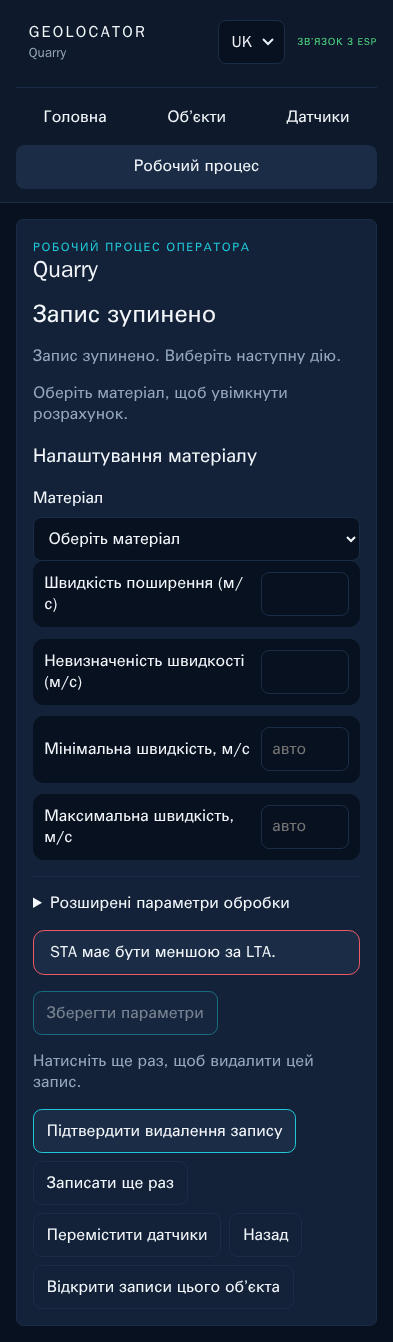 GEOLOCATOR
Quarry
UK
ЗВ'ЯЗОК З ESP
Головна
Об'єкти
Датчики
Робочий процес
РОБОЧИЙ ПРОЦЕС ОПЕРАТОРА
Quarry
Запис зупинено
Запис зупинено. Виберіть наступну дію.
Оберіть матеріал, щоб увімкнути
розрахунок.
Налаштування матеріалу
Матеріал
Оберіть матеріал
Швидкість поширення (м/
с)
Невизначеність швидкості
(м/с)
Мінімальна швидкість, м/с
авто
Максимальна швидкість,
м/с
авто
Розширені параметри обробки
STA має бути меншою за LTA.
Зберегти параметри
Натисніть ще раз, щоб видалити цей
запис.
Підтвердити видалення запису
Записати ще раз
Перемістити датчики
Назад
Відкрити записи цього об'єкта